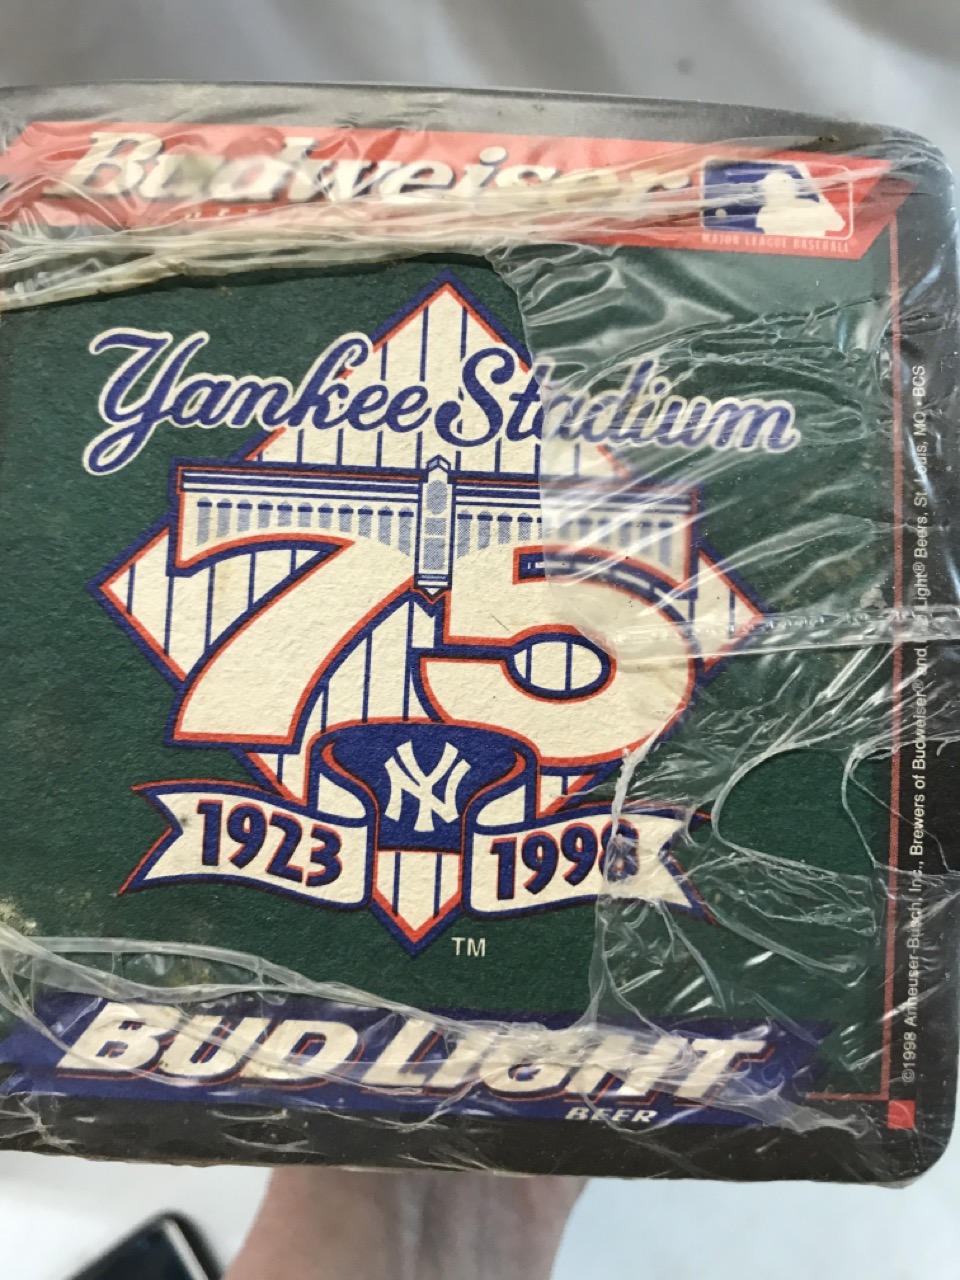 Budweiser
MAJOR LEAGUE BASEBALL
Yankee Stadium
75
NY
1923 1998
TM
BUD LIGHT
BEER
©1998 Anheuser-Busch, Inc., Brewers of Budweiser® and Light® Beers, St. Louis, MO • BCS